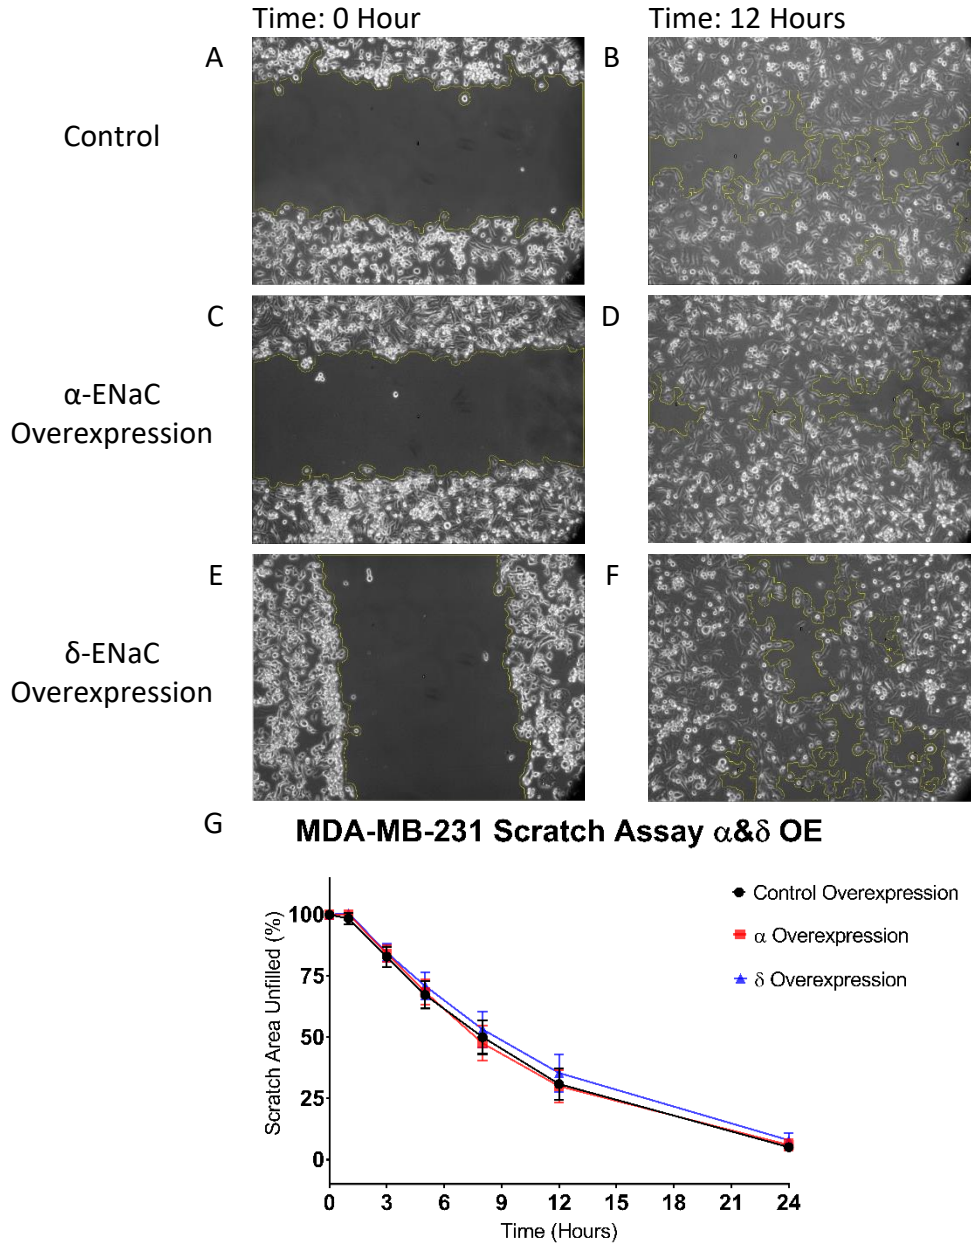 Time: 0 Hour
Time: 12 Hours
A
B
Control
C
D
α-ENaC
Overexpression
E
F
δ-ENaC
Overexpression
G
MDA-MB-231 Scratch Assay α&δ OE
Control Overexpression
α Overexpression
δ Overexpression
Scratch Area Unfilled (%)
100
75
50
25
0
0 3 6 9 12 15 18 21 24
Time (Hours)